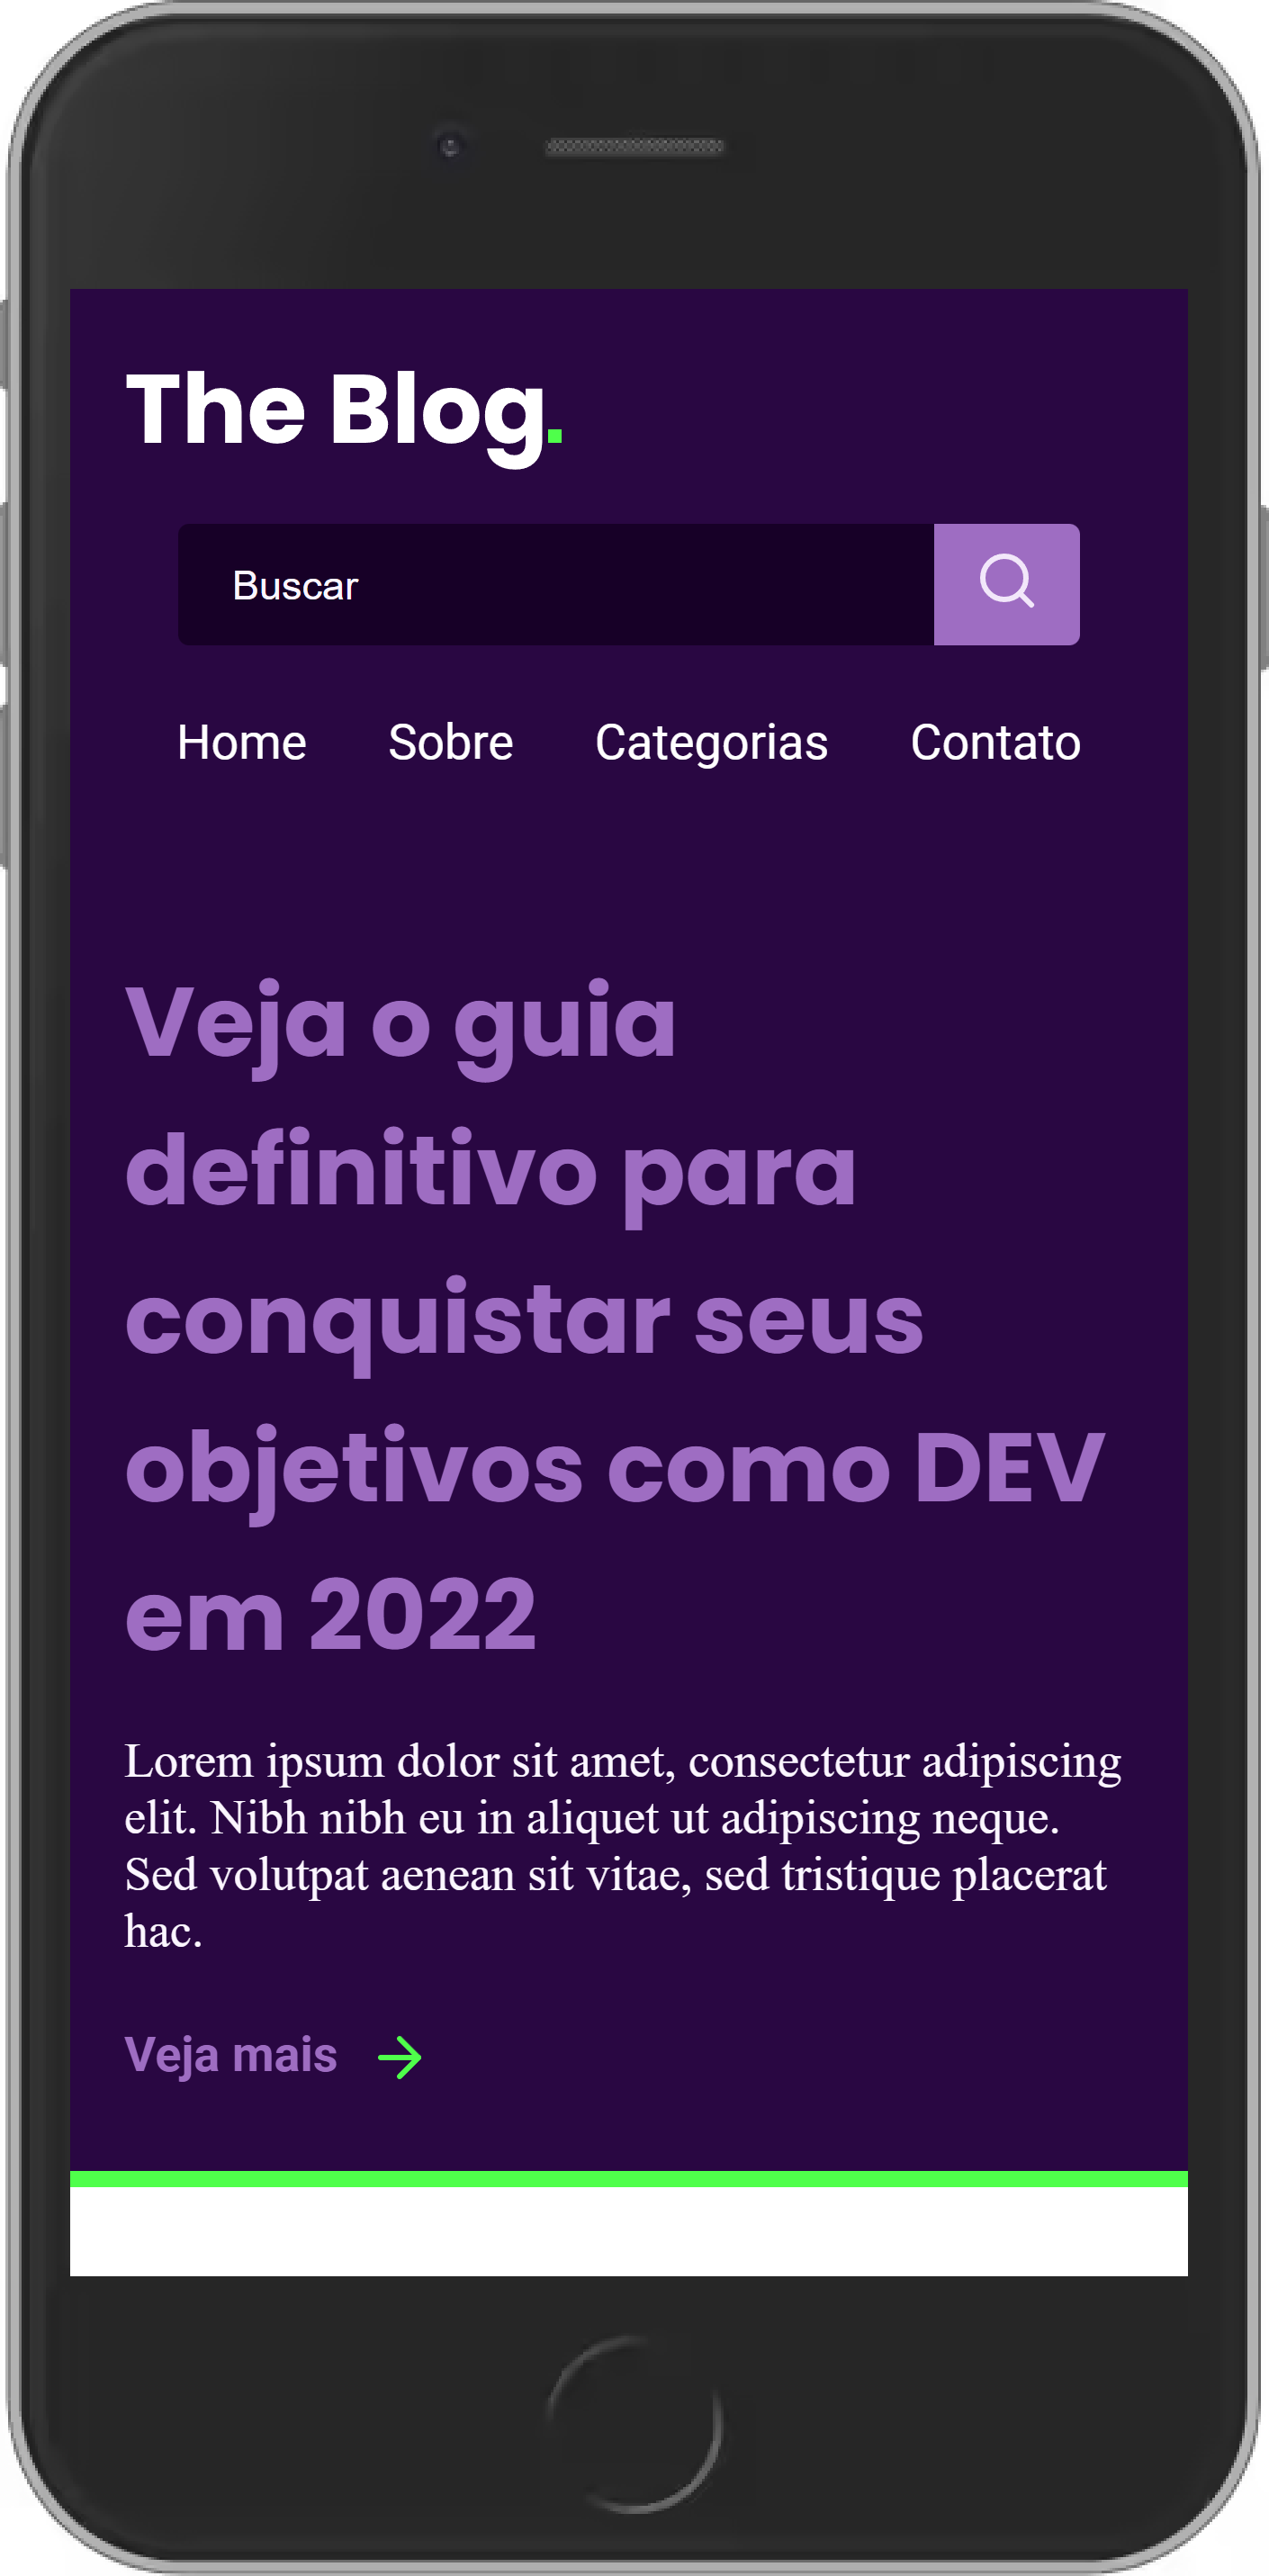 The Blog.
Buscar
Home Sobre Categorias Contato
Veja o guia
definitivo para
conquistar seus
objetivos como DEV
em 2022
Lorem ipsum dolor sit amet, consectetur adipiscing
elit. Nibh nibh eu in aliquet ut adipiscing neque.
Sed volutpat aenean sit vitae, sed tristique placerat
hac.
Veja mais →